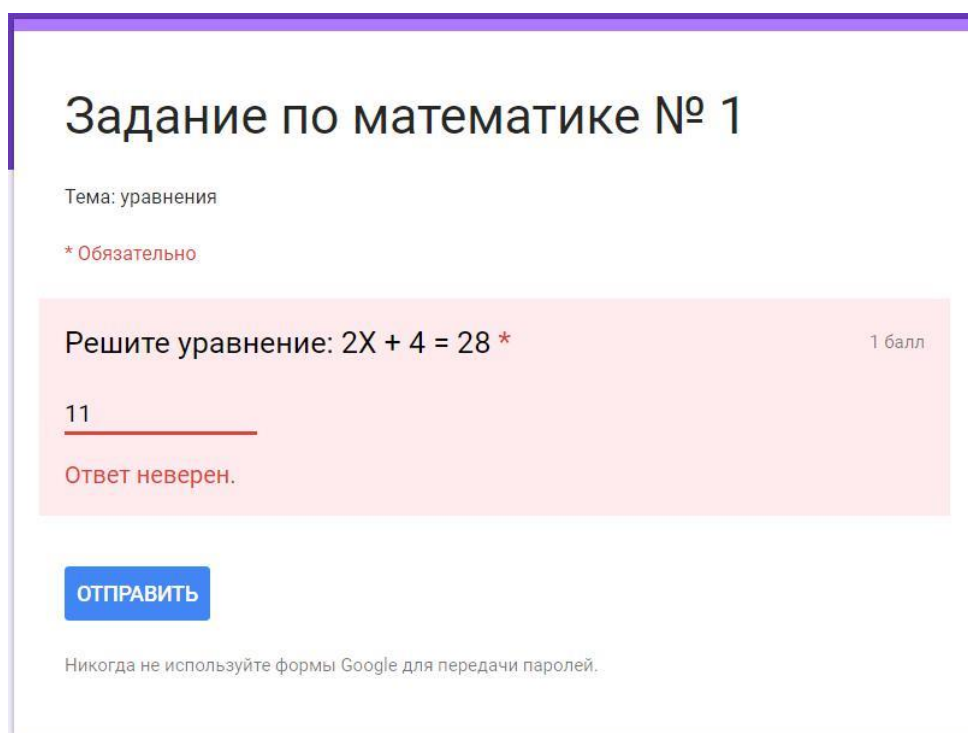 Задание по математике № 1
Тема: уравнения
* Обязательно
Решите уравнение: 2X + 4 = 28 *
1 балл
11
Ответ неверен.
ОТПРАВИТЬ
Никогда не используйте формы Google для передачи паролей.